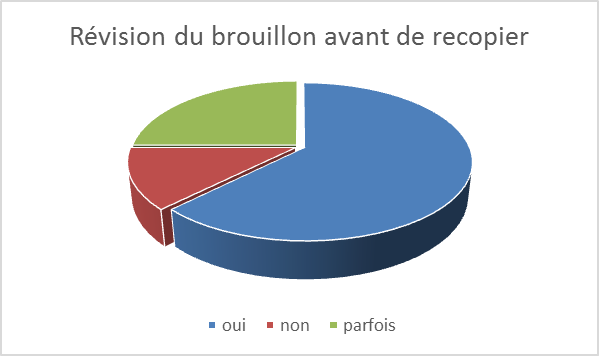 Révision du brouillon avant de recopier
oui non parfois